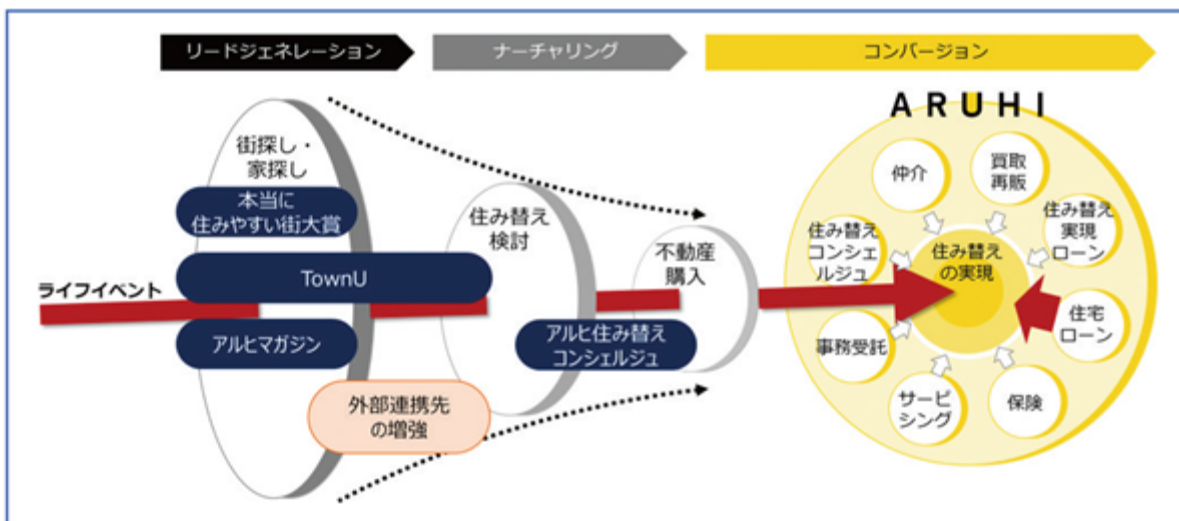 リードジェネレーション
ナーチャリング
コンバージョン
ARUHI
街探し・
家探し
本当に
住みやすい街大賞
TownU
ライフイベント
アルヒマガジン
外部連携先
の増強
住み替え
検討
アルヒ住み替え
コンシェルジュ
不動産
購入
仲介
買取
再販
住み替え
コンシェ
ルジュ
住み替え
の実現
住み替え
実現
ローン
事務受託
住宅
ローン
サービ
シング
保険